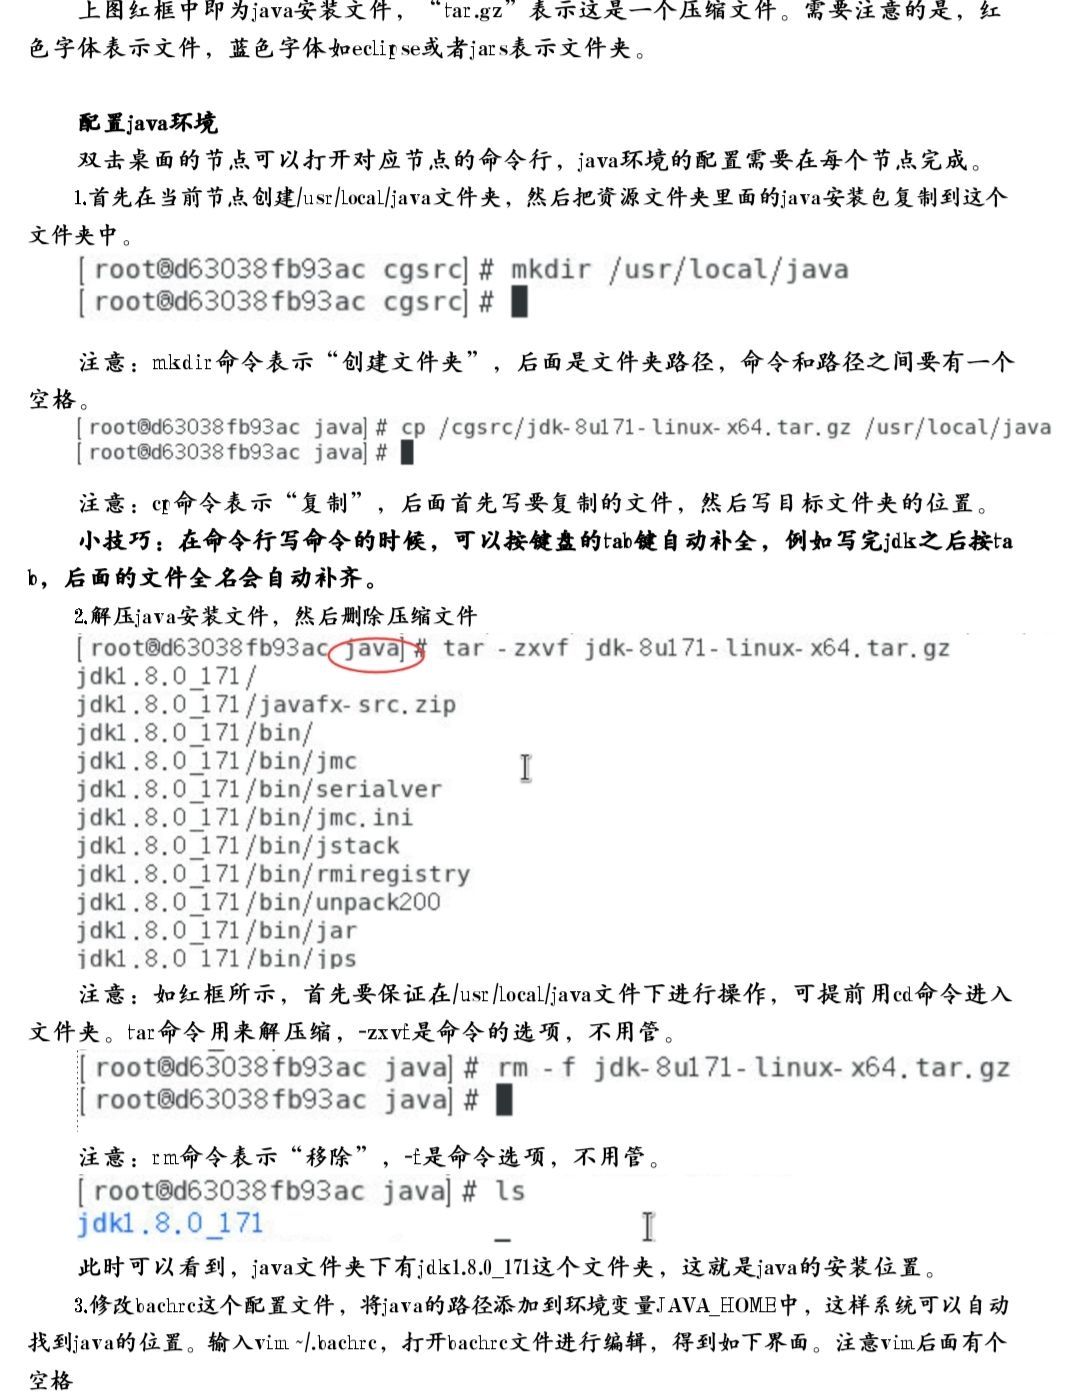 上图红框中即为java安装文件，“tar.gz”表示这是一个压缩文件。需要注意的是，红
色字体表示文件，蓝色字体如eclipse或者jars表示文件夹。
配置java环境
双击桌面的节点可以打开对应节点的命令行，java环境的配置需要在每个节点完成。
1.首先在当前节点创建/usr/local/java文件夹，然后把资源文件夹里面的java安装包复制到这个
文件夹中。
[root@d63038fb93ac cgsrc]# mkdir /usr/local/java
[root@d63038fb93ac cgsrc]#
注意：mkdir命令表示“创建文件夹”，后面是文件夹路径，命令和路径之间要有一个
空格。
[root@d63038fb93ac java]# cp /cgsrc/jdk-8u171-linux-x64.tar.gz /usr/local/java
[root@d63038fb93ac java]#
注意：cp命令表示“复制”，后面首先写要复制的文件，然后写目标文件夹的位置。
小技巧：在命令行写命令的时候，可以按键盘的tab键自动补全，例如写完jdk之后按ta
b，后面的文件全名会自动补齐。
2.解压java安装文件，然后删除压缩文件
[root@d63038fb93ac java]# tar -zxvf jdk-8u171-linux-x64.tar.gz
jdk1.8.0_171/
jdk1.8.0_171/javafx-src.zip
jdk1.8.0_171/bin/
jdk1.8.0_171/bin/jmc
jdk1.8.0_171/bin/serialver
jdk1.8.0_171/bin/jmc.ini
jdk1.8.0_171/bin/jstack
jdk1.8.0_171/bin/rmiregistry
jdk1.8.0_171/bin/unpack200
jdk1.8.0_171/bin/jar
jdk1.8.0_171/bin/jps
注意：如红框所示，首先要保证在/usr/local/java文件下进行操作，可提前用cd命令进入
文件夹。tar命令用来解压缩，-zxvf是命令的选项，不用管。
[root@d63038fb93ac java]# rm -f jdk-8u171-linux-x64.tar.gz
[root@d63038fb93ac java]#
注意：rm命令表示“移除”，-f是命令选项，不用管。
[root@d63038fb93ac java]# ls
jdk1.8.0_171
此时可以看到，java文件夹下有jdk1.8.0_171这个文件夹，这就是java的安装位置。
3.修改bachrc这个配置文件，将java的路径添加到环境变量JAVA_HOME中，这样系统可以自动
找到java的位置。输入vim ~/.bachrc，打开bachrc文件进行编辑，得到如下界面。注意vim后面有个
空格